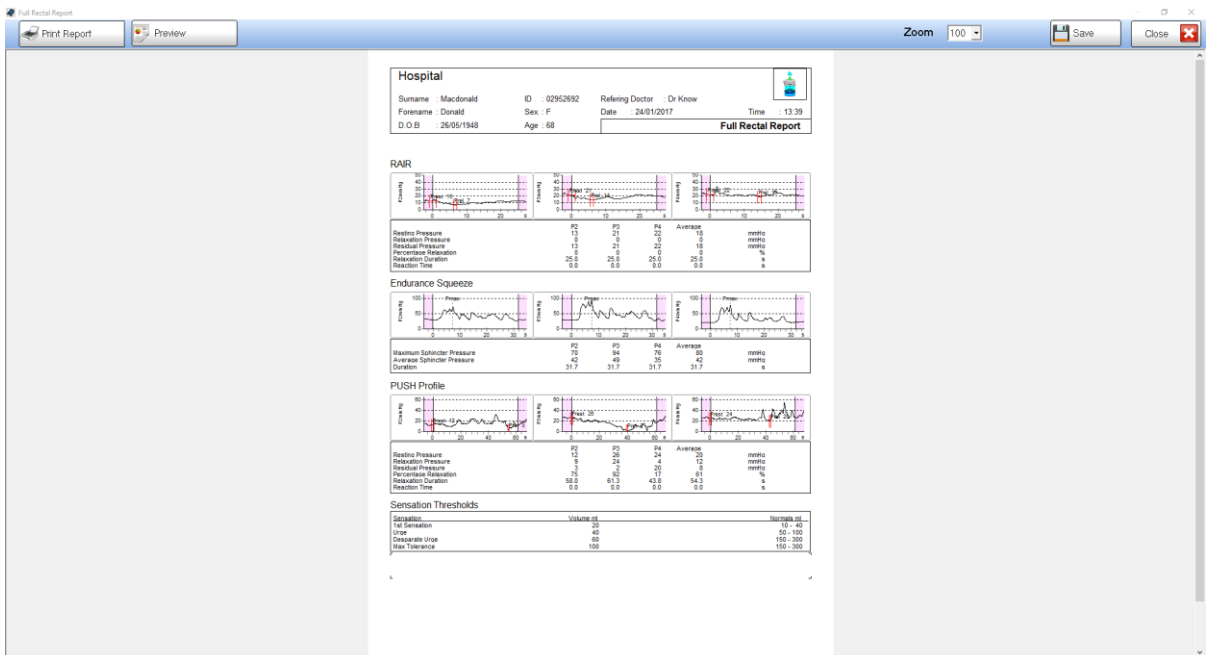 Full Rectal Report
Print Report Preview Zoom 100 Save Close
Hospital
Surname : Macdonald ID : 02952692 Refering Doctor : Dr Know
Forename : Donald Sex : F Date : 24/01/2017 Time : 13:39
D.O.B : 26/05/1948 Age : 68 Full Rectal Report
RAIR
P2 P3 P4 Average
Resting Pressure 13 21 22 18 mmHg
Relaxation Pressure 0 0 0 0 mmHg
Residual Pressure 13 21 22 18 mmHg
Percentage Relaxation 0 0 0 0 %
Relaxation Duration 25.0 25.0 25.0 25.0 s
Reaction Time 0.0 0.0 0.0 0.0 s
Endurance Squeeze
Pmax Pmax Pmax
P2 P3 P4 Average
Maximum Sphincter Pressure 70 94 76 80 mmHg
Average Sphincter Pressure 42 49 35 42 mmHg
Duration 31.7 31.7 31.7 31.7 s
PUSH Profile
P2 P3 P4 Average
Resting Pressure 12 26 24 20 mmHg
Relaxation Pressure 9 24 4 12 mmHg
Residual Pressure 3 2 20 8 mmHg
Percentage Relaxation 75 92 17 61 %
Relaxation Duration 58.0 61.3 43.8 54.3 s
Reaction Time 0.0 0.0 0.0 0.0 s
Sensation Thresholds
Sensation Volume ml Normals ml
1st Sensation 20 10 - 40
Urge 40 50 - 100
Desparate Urge 60 150 - 300
Max Tolerance 100 150 - 300